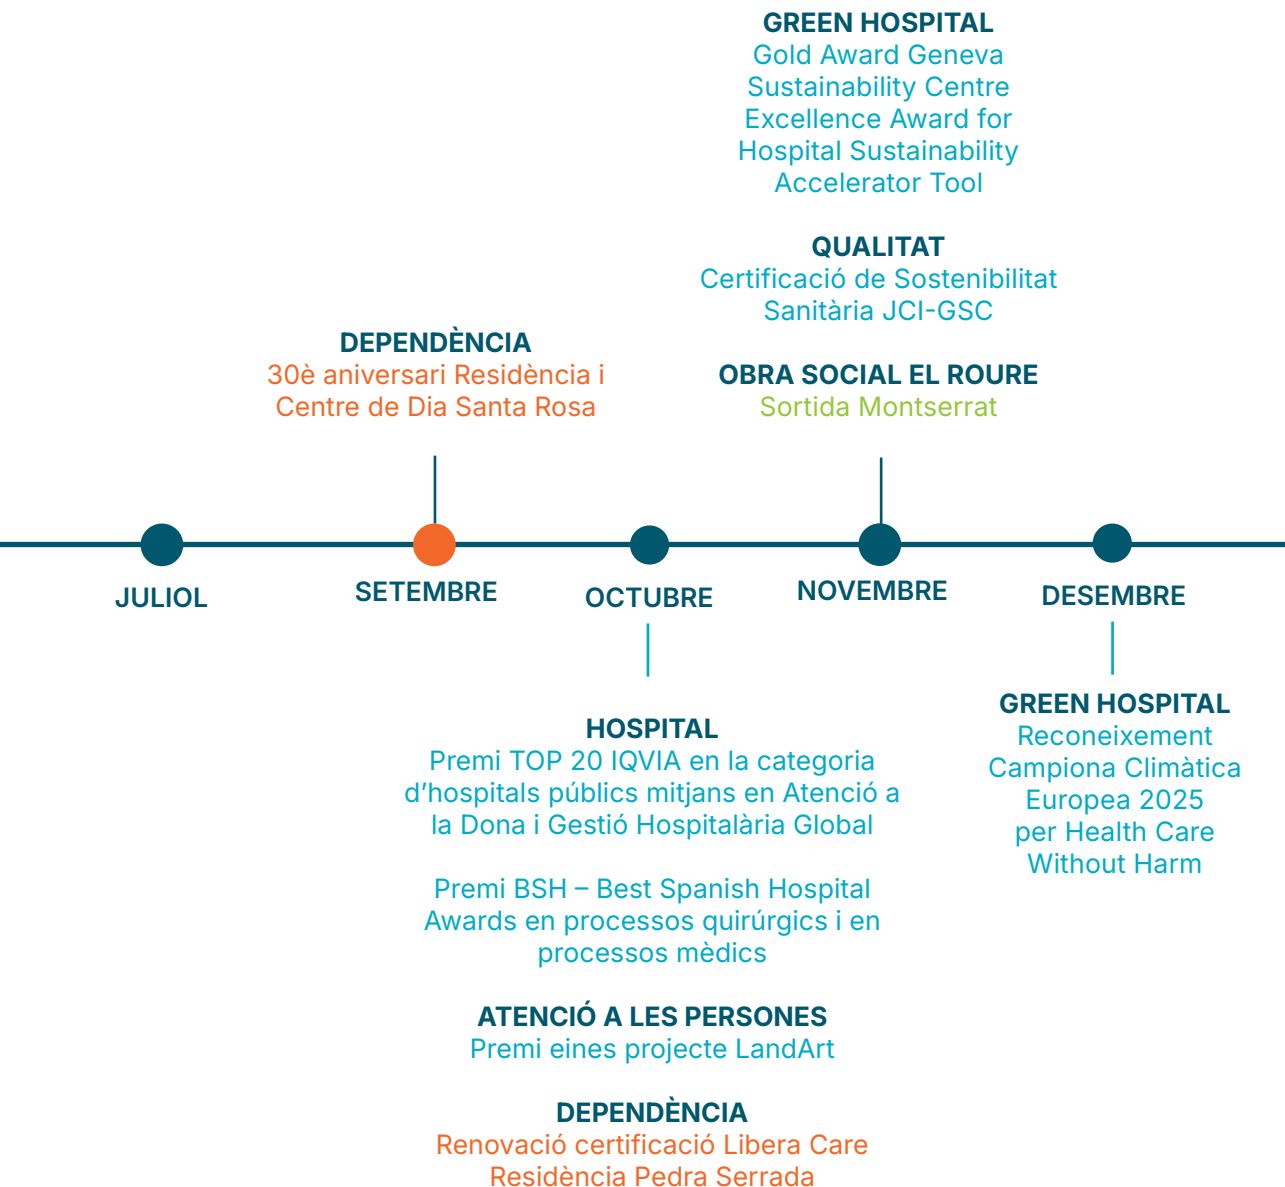 GREEN HOSPITAL
Gold Award Geneva
Sustainability Centre
Excellence Award for
Hospital Sustainability
Accelerator Tool
QUALITAT
Certificació de Sostenibilitat
Sanitària JCI-GSC
OBRA SOCIAL EL ROURE
Sortida Montserrat
DEPENDÈNCIA
30è aniversari Residència i
Centre de Dia Santa Rosa
JULIOL
SETEMBRE
OCTUBRE
NOVEMBRE
DESEMBRE
HOSPITAL
Premi TOP 20 IQVIA en la categoria
d’hospitals públics mitjans en Atenció a
la Dona i Gestió Hospitalària Global
Premi BSH – Best Spanish Hospital
Awards en processos quirúrgics i en
processos mèdics
ATENCIÓ A LES PERSONES
Premi eines projecte LandArt
DEPENDÈNCIA
Renovació certificació Libera Care
Residència Pedra Serrada
GREEN HOSPITAL
Reconeixement
Campiona Climàtica
Europea 2025
per Health Care
Without Harm